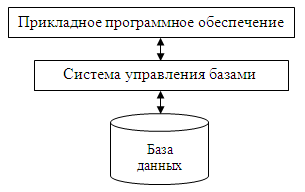 Прикладное программное обеспечение
Система управления базами
База
данных